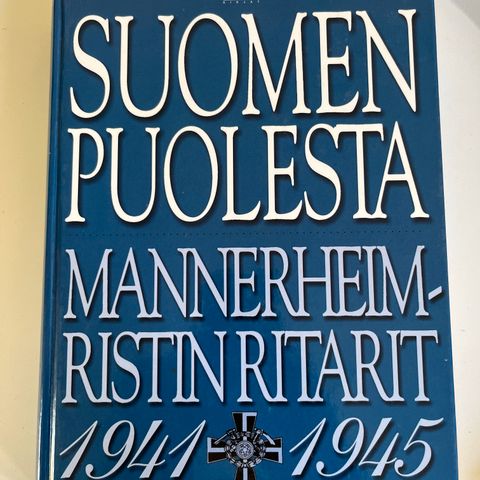 SUOMEN
PUOLESTA
MANNERHEIM-
RISTIN RITARIT
1941 1945